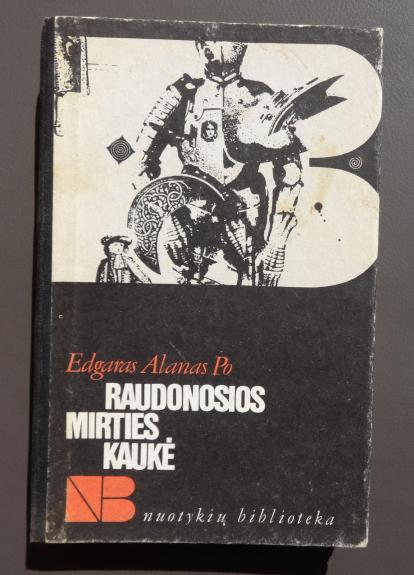 Edgaras Alanas Po
RAUDONOSIOS
MIRTIES
KAUKĖ
NB
nuotykių biblioteka